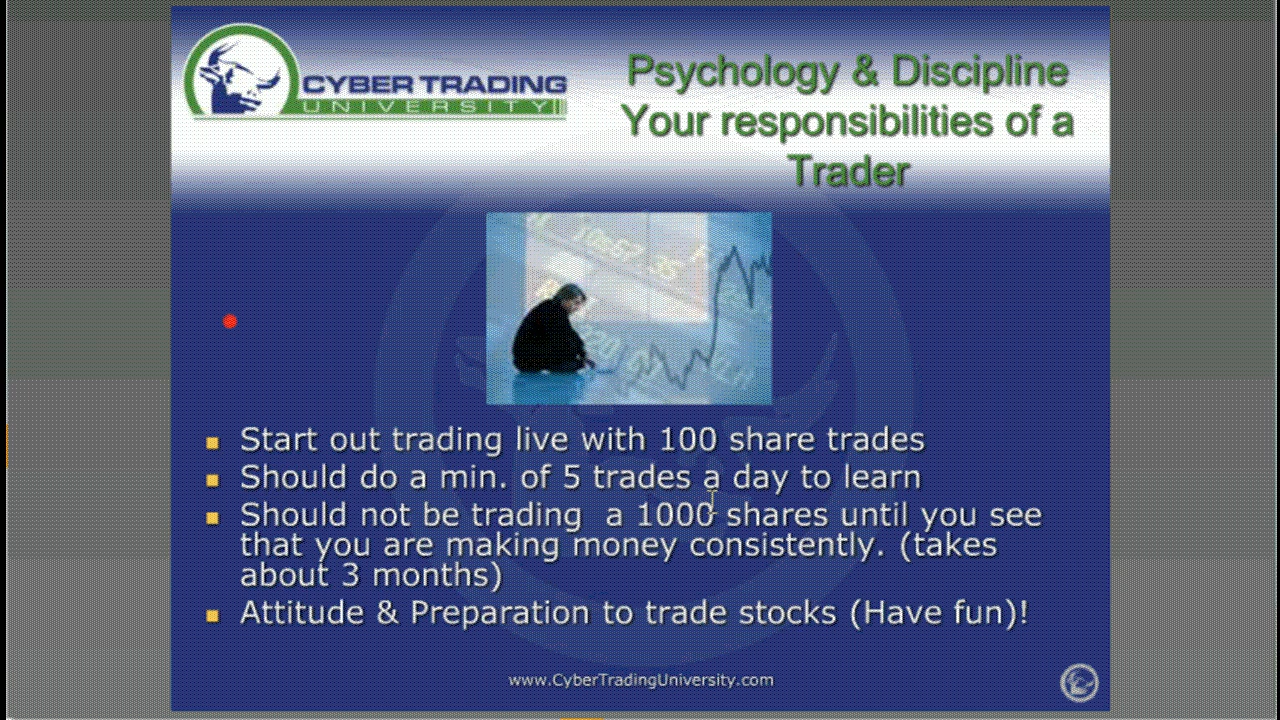 CYBER TRADING
UNIVERSITY
Psychology & Discipline
Your responsibilities of a
Trader
Start out trading live with 100 share trades
Should do a min. of 5 trades a day to learn
Should not be trading  a 1000 shares until you see
that you are making money consistently. (takes
about 3 months)
Attitude & Preparation to trade stocks (Have fun)!
www.CyberTradingUniversity.com